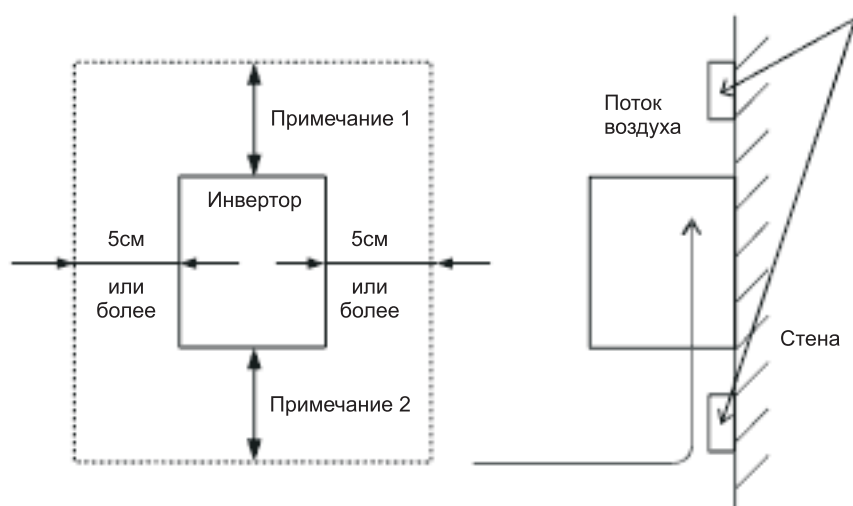 Примечание 1
Инвертор
5см
или
более
5см
или
более
Примечание 2
Поток
воздуха
Стена